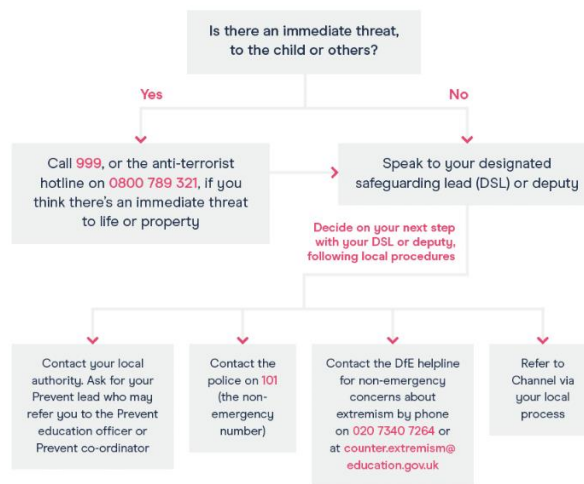 Is there an immediate threat,
to the child or others?
Yes
No
Call 999, or the anti-terrorist
hotline on 0800 789 321, if you
think there's an immediate threat
to life or property
Speak to your designated
safeguarding lead (DSL) or deputy
Decide on your next step
with your DSL or deputy,
following local procedures
Contact your local
authority. Ask for your
Prevent lead who may
refer you to the Prevent
education officer or
Prevent co-ordinator
Contact the
police on 101
(the non-
emergency
number)
Contact the DfE helpline
for non-emergency
concerns about
extremism by phone
on 020 7340 7264 or
at counter.extremism@
education.gov.uk
Refer to
Channel via
your local
process